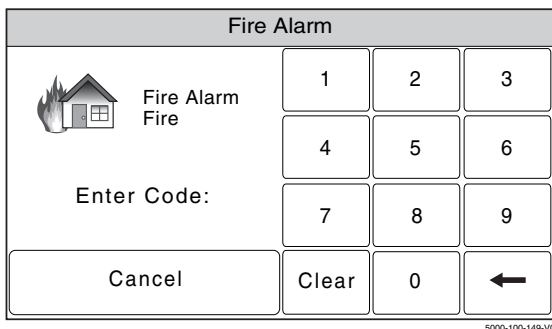 Fire Alarm
Fire Alarm
Fire
Enter Code:
1 2 3
4 5 6
7 8 9
Cancel Clear 0